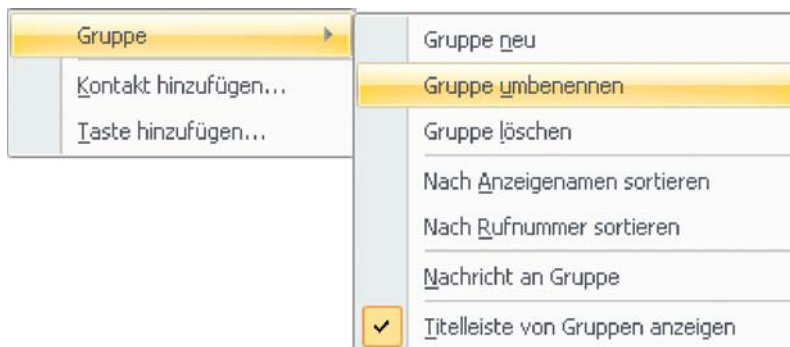 Gruppe
Kontakt hinzufügen...
Taste hinzufügen...
Gruppe neu
Gruppe umbenennen
Gruppe löschen
Nach Anzeigenamen sortieren
Nach Rufnummer sortieren
Nachricht an Gruppe
Titelleiste von Gruppen anzeigen